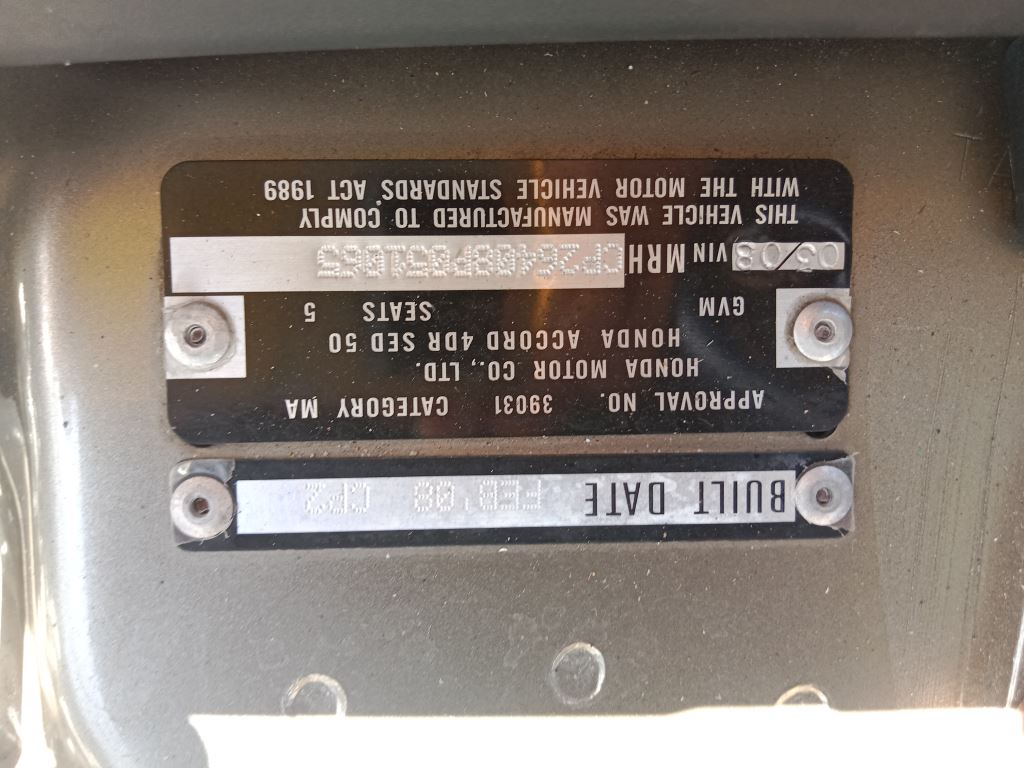 BUILT DATE FEB'08 CP2
APPROVAL NO. 39031 CATEGORY MA
HONDA MOTOR CO., LTD.
HONDA ACCORD 4DR SED 50
GVM SEATS 5
03/08 VIN MRHCP26408P051065
THIS VEHICLE WAS MANUFACTURED TO COMPLY
WITH THE MOTOR VEHICLE STANDARDS ACT 1989